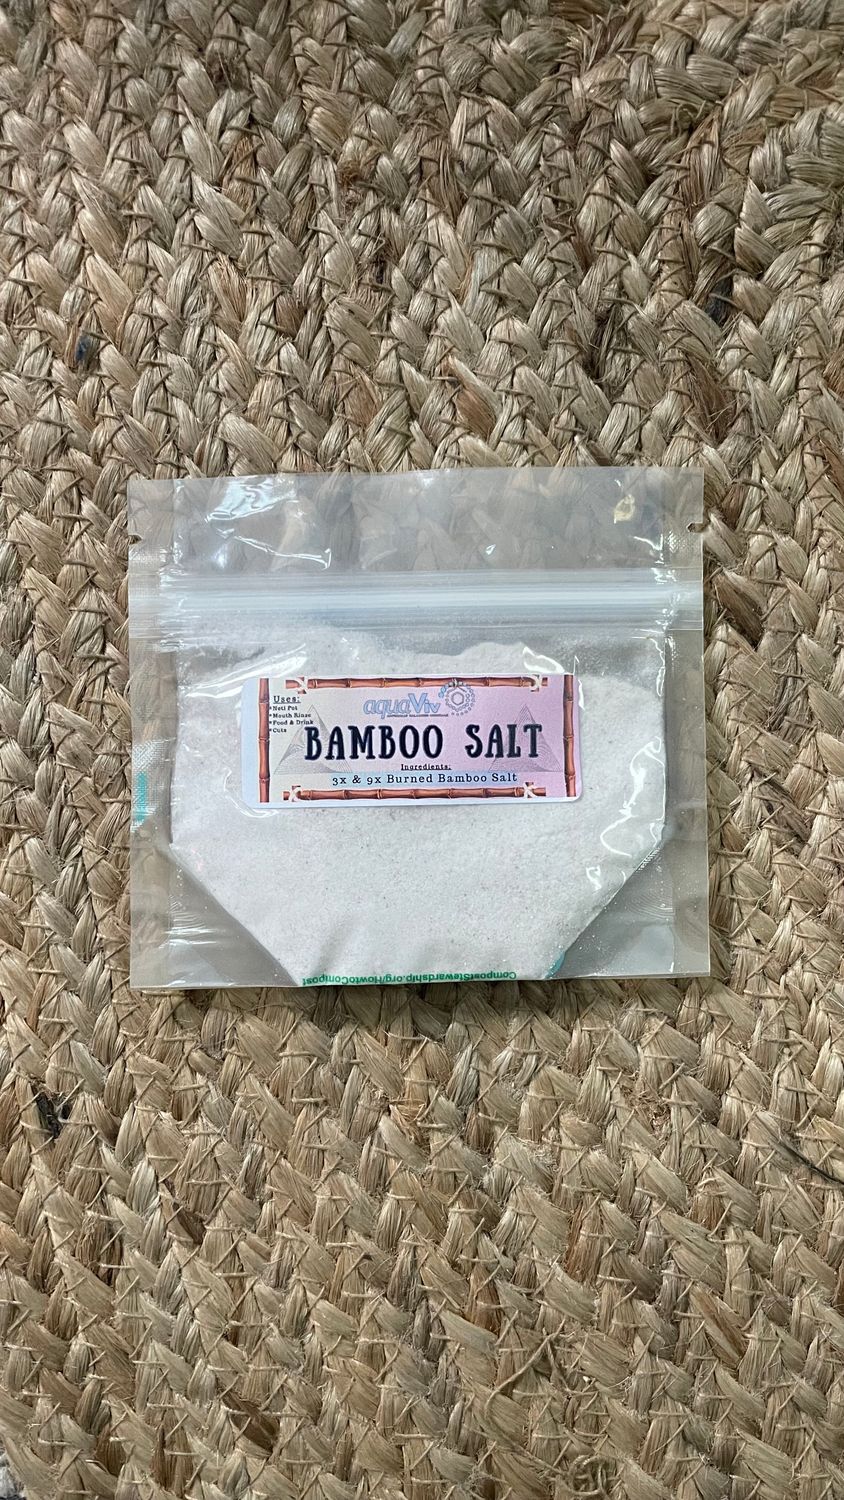 Uses:
*Neti Pot
*Mouth Rinse
*Food & Drink
*Cuts
aquaViv
BAMBOO SALT
Ingredients:
3x & 9x Burned Bamboo Salt
CompostStewardship.org/HowtoCompost